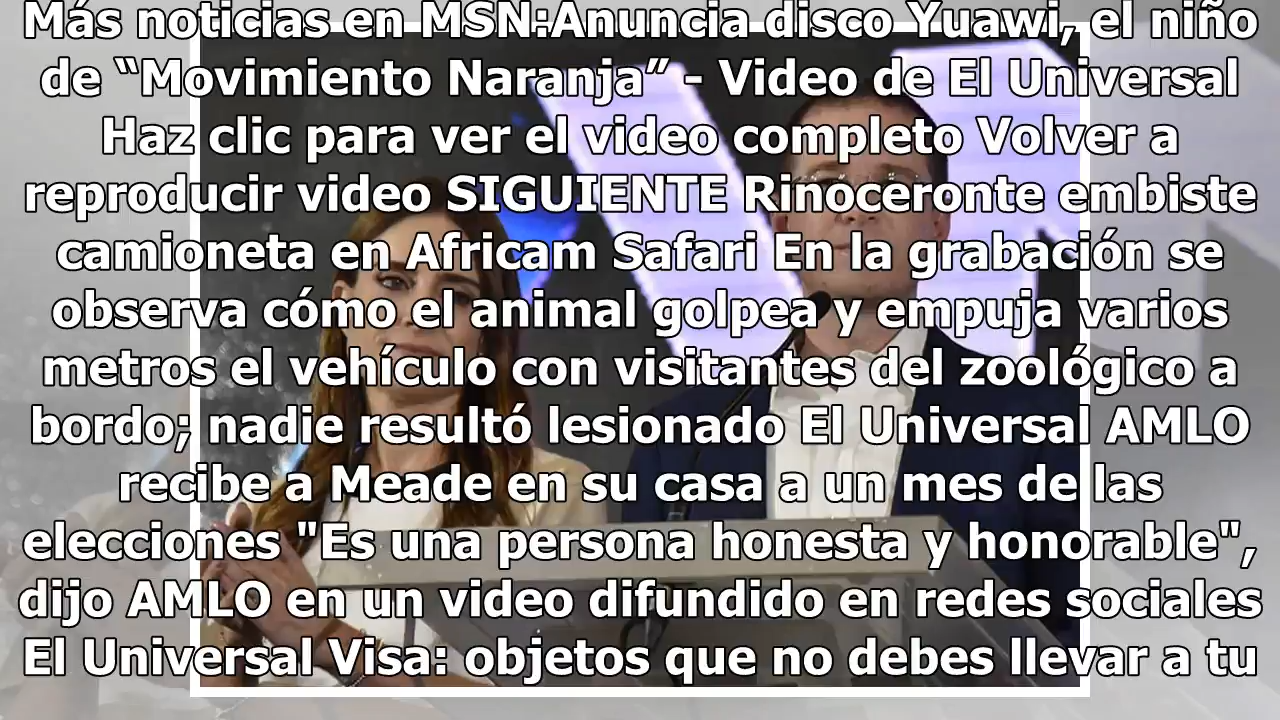 Más noticias en MSN:Anuncia disco Yuawi, el niño
de “Movimiento Naranja” - Video de El Universal
Haz clic para ver el video completo Volver a
reproducir video SIGUIENTE Rinoceronte embiste
camioneta en Africam Safari En la grabación se
observa cómo el animal golpea y empuja varios
metros el vehículo con visitantes del zoológico a
bordo; nadie resultó lesionado El Universal AMLO
recibe a Meade en su casa a un mes de las
elecciones "Es una persona honesta y honorable",
dijo AMLO en un video difundido en redes sociales
El Universal Visa: objetos que no debes llevar a tu